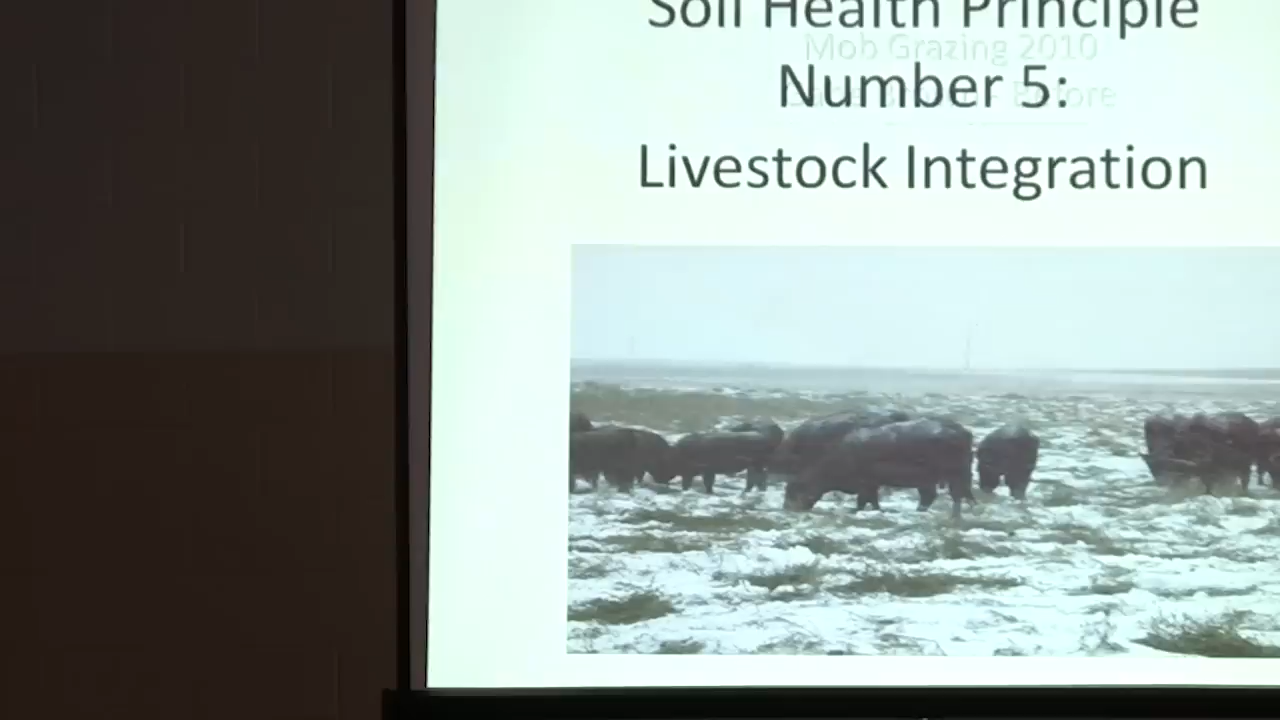 Soil Health Principle
Mob Grazing 2010
Number 5:
Livestock Integration